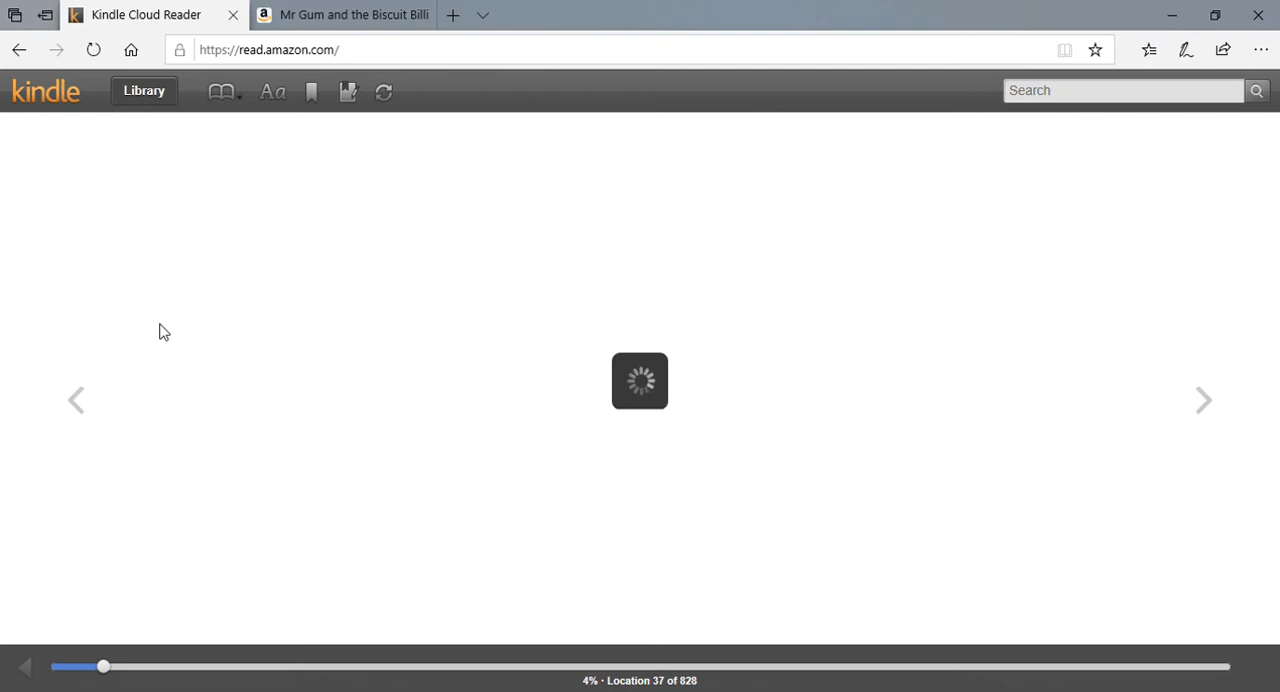 Kindle Cloud Reader
Mr Gum and the Biscuit Billi
https://read.amazon.com/
kindle
Library
Aa
Search
4% · Location 37 of 828